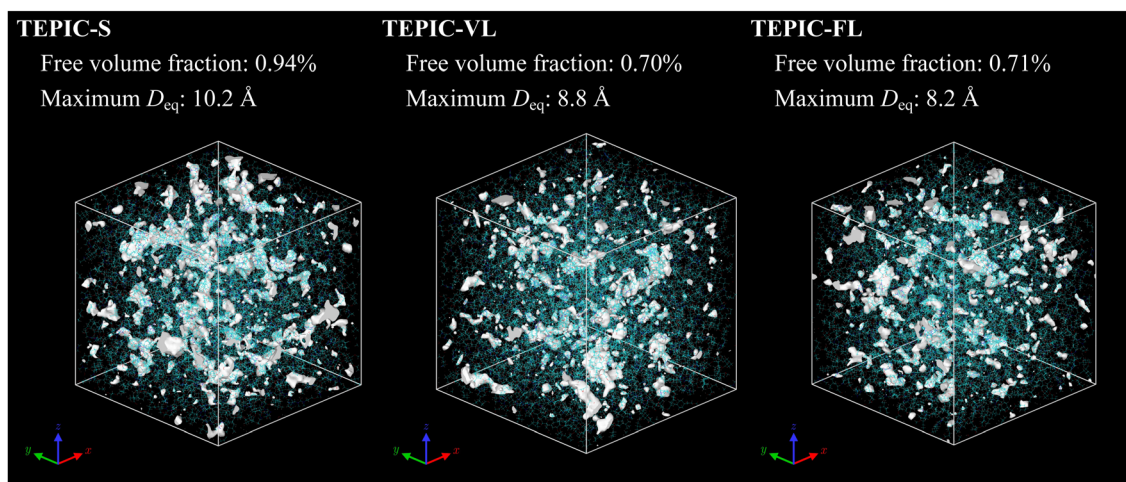 TEPIC-S
Free volume fraction: 0.94%
Maximum Deq: 10.2 Å
TEPIC-VL
Free volume fraction: 0.70%
Maximum Deq: 8.8 Å
TEPIC-FL
Free volume fraction: 0.71%
Maximum Deq: 8.2 Å
z
y
x
z
y
x
z
y
x